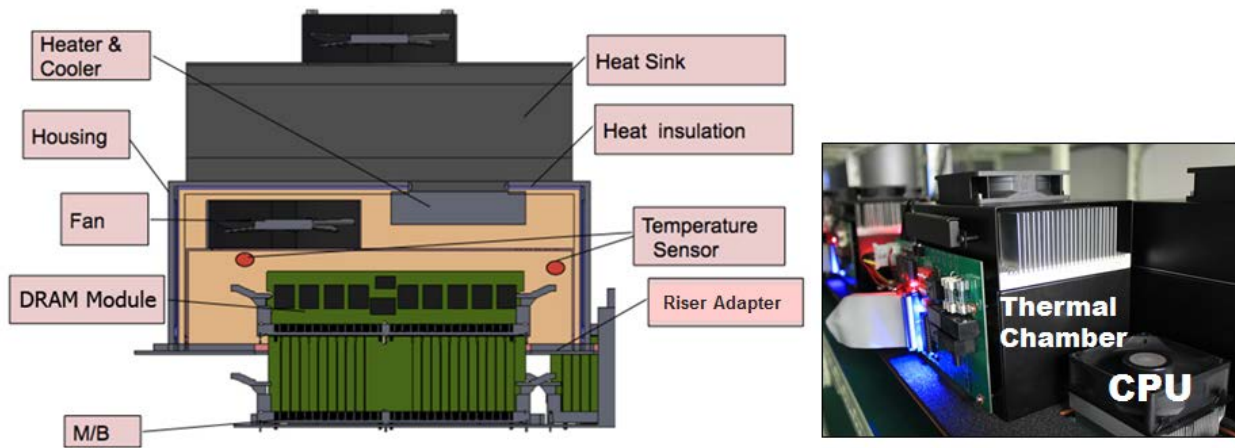 Heater &
Cooler
Heat Sink
Housing
Heat insulation
Fan
Temperature
Sensor
DRAM Module
Riser Adapter
M/B
Thermal
Chamber
CPU